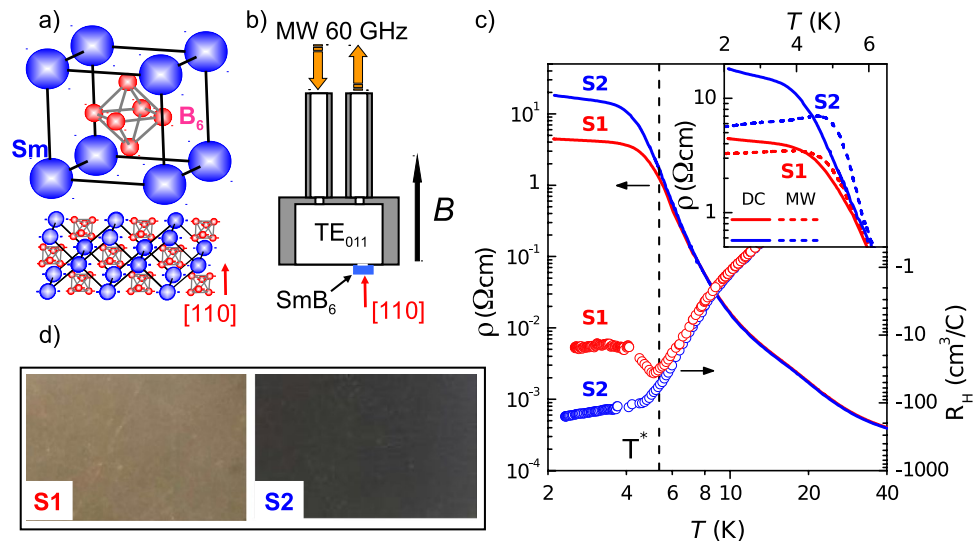 a)
Sm
B6
[110]
b)
MW 60 GHz
TE011
B
SmB6
[110]
c)
T (K)
2 4 6
S2
S1
ρ (Ωcm)
10¹
1
10⁻¹
10⁻²
10⁻³
10⁻⁴
ρ (Ωcm)
10
1
S2
S1
DC MW
S1
S2
T*
-1
-10
-100
-1000
RH (cm³/C)
2 4 6 8 10 20 40
T (K)
d)
S1
S2